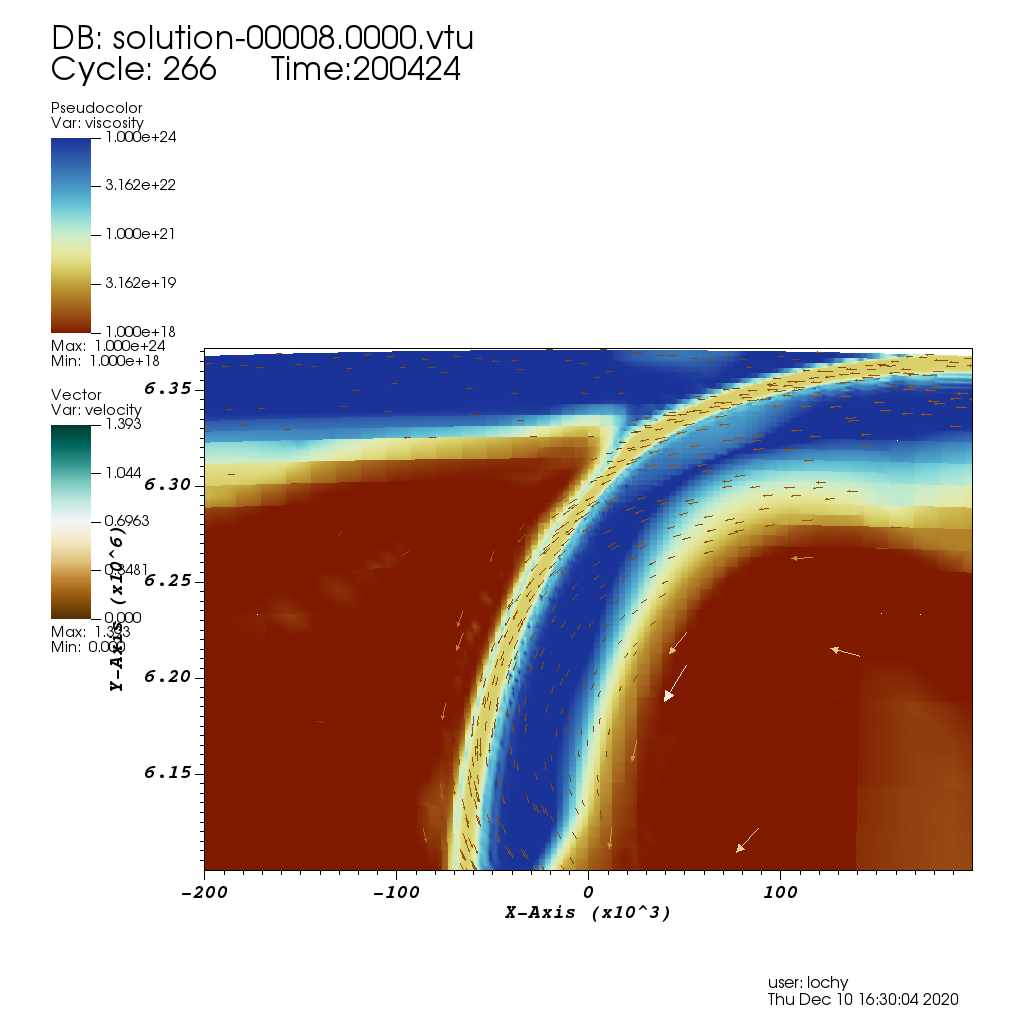 DB: solution-00008.0000.vtu
Cycle: 266 Time:200424
Pseudocolor
Var: viscosity
1.000e+24
3.162e+22
1.000e+21
3.162e+19
1.000e+18
Max: 1.000e+24
Min: 1.000e+18
Vector
Var: velocity
1.393
1.044
0.6963
0.3481
0.000
Max: 1.393
Min: 0.000
Y-Axis (x10^6)
6.35
6.30
6.25
6.20
6.15
-200
-100
0
100
X-Axis (x10^3)
user: lochy
Thu Dec 10 16:30:04 2020